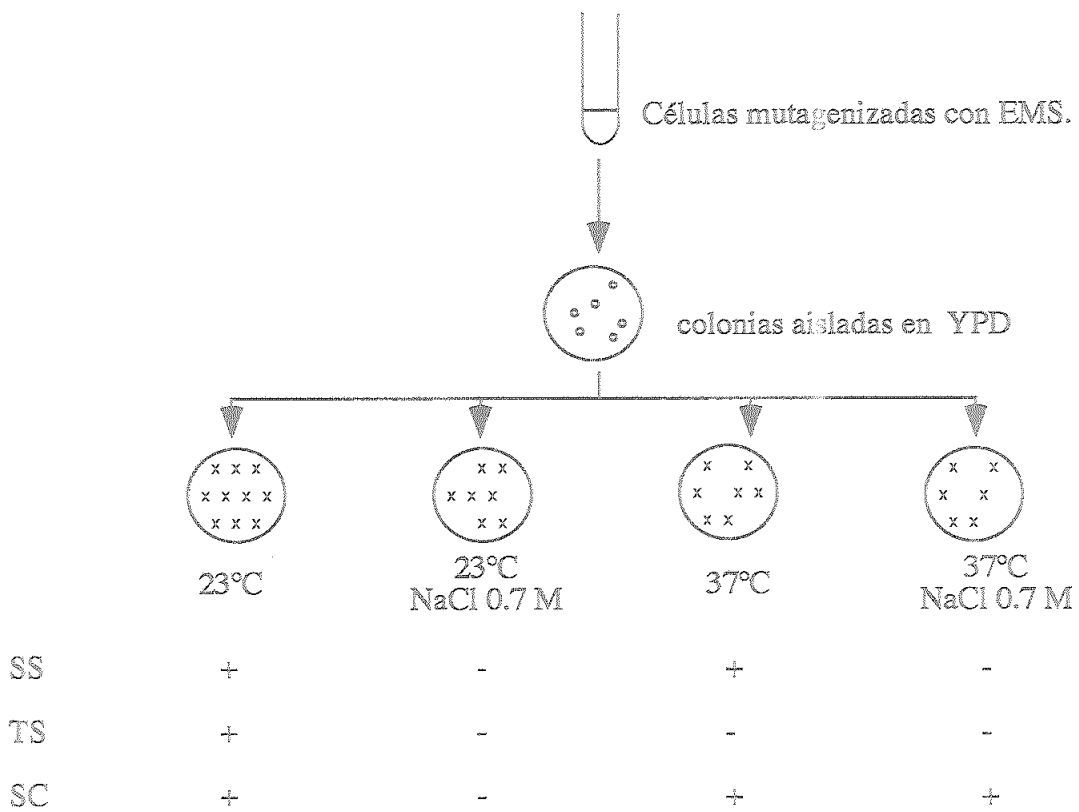 Células mutagenizadas con EMS.
colonias aisladas en YPD
x x x x x x x x x x
x x x x x x x
x x x x x x x
x x x x x x
23°C
23°C
NaCl 0.7 M
37°C
37°C
NaCl 0.7 M
SS + - + -
TS + - - -
SC + - + +